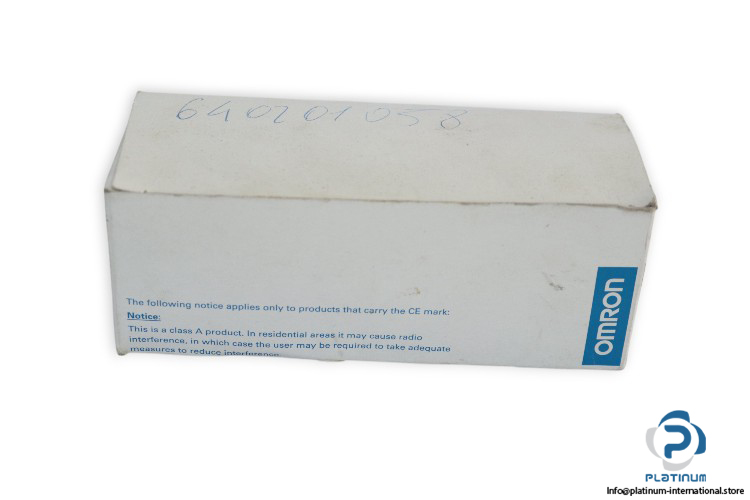 640201058
The following notice applies only to products that carry the CE mark:
Notice:
This is a class A product. In residential areas it may cause radio
interference, in which case the user may be required to take adequate
measures to reduce interference.
OMRON
PLATINUM
Info@platinum-international.store